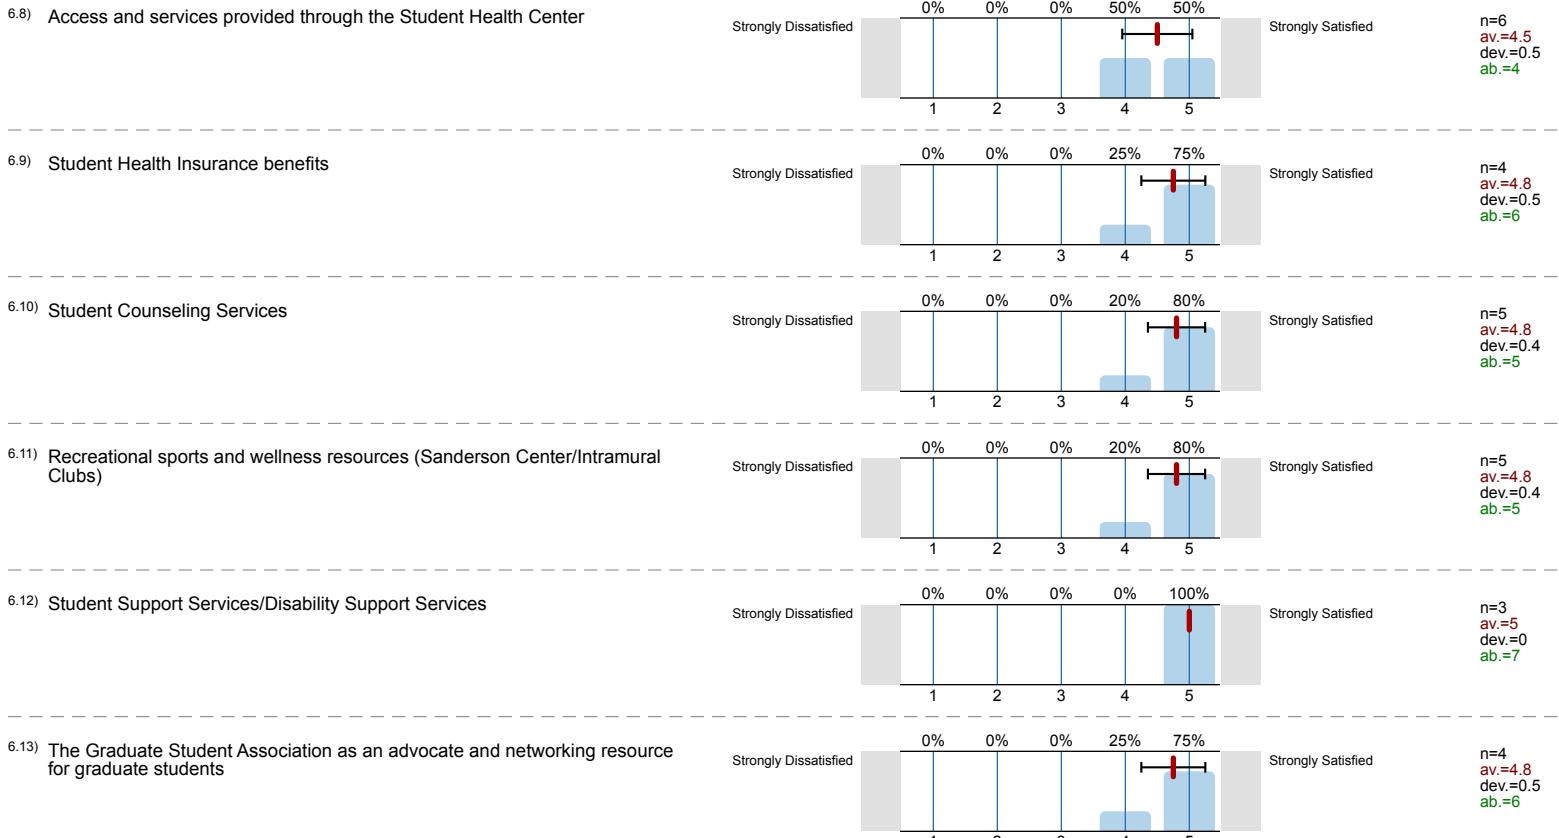 6.8) Access and services provided through the Student Health Center
0% 0% 0% 50% 50%
Strongly Dissatisfied Strongly Satisfied
n=6
av.=4.5
dev.=0.5
ab.=4
1 2 3 4 5
6.9) Student Health Insurance benefits
0% 0% 0% 25% 75%
Strongly Dissatisfied Strongly Satisfied
n=4
av.=4.8
dev.=0.5
ab.=6
1 2 3 4 5
6.10) Student Counseling Services
0% 0% 0% 20% 80%
Strongly Dissatisfied Strongly Satisfied
n=5
av.=4.8
dev.=0.4
ab.=5
1 2 3 4 5
6.11) Recreational sports and wellness resources (Sanderson Center/Intramural
Clubs)
0% 0% 0% 20% 80%
Strongly Dissatisfied Strongly Satisfied
n=5
av.=4.8
dev.=0.4
ab.=5
1 2 3 4 5
6.12) Student Support Services/Disability Support Services
0% 0% 0% 0% 100%
Strongly Dissatisfied Strongly Satisfied
n=3
av.=5
dev.=0
ab.=7
1 2 3 4 5
6.13) The Graduate Student Association as an advocate and networking resource
for graduate students
0% 0% 0% 25% 75%
Strongly Dissatisfied Strongly Satisfied
n=4
av.=4.8
dev.=0.5
ab.=6